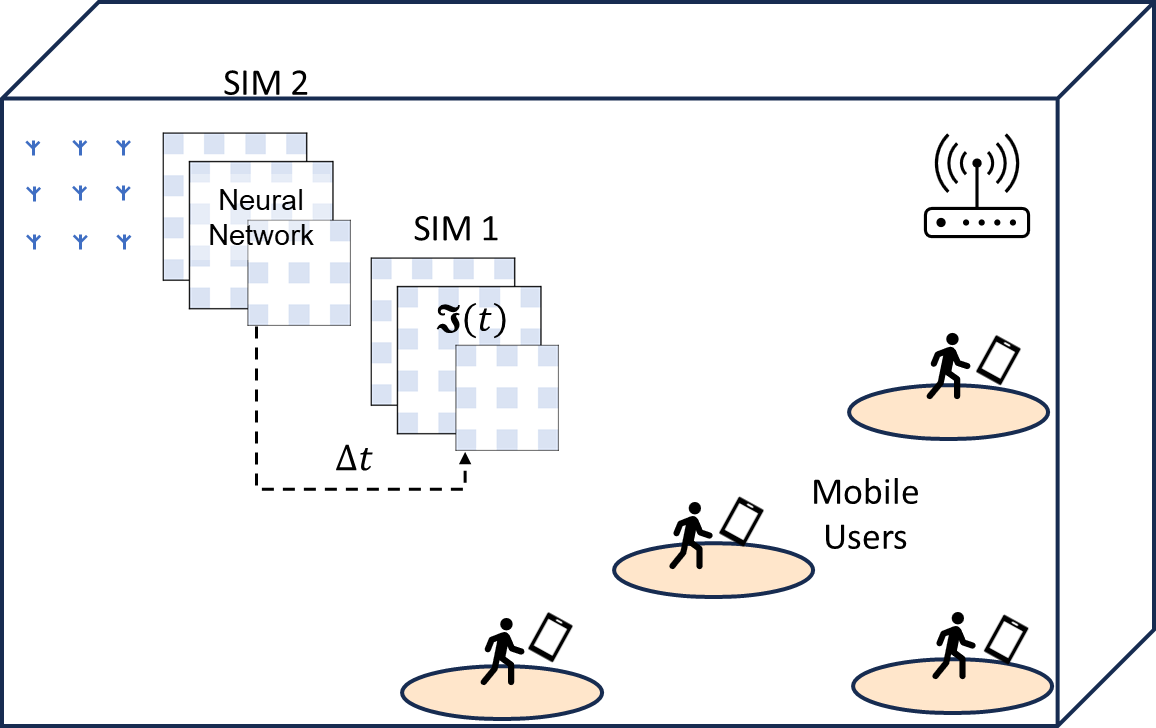 SIM 2
Neural
Network
SIM 1
𝕴(t)
Δt
Mobile
Users